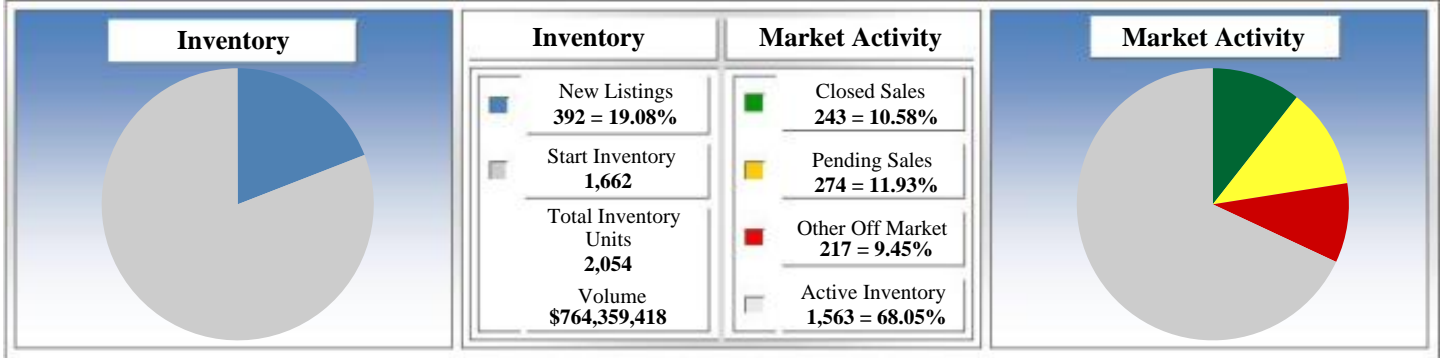 Inventory
Inventory
Market Activity
New Listings
392 = 19.08%
Start Inventory
1,662
Total Inventory
Units
2,054
Volume
$764,359,418
Closed Sales
243 = 10.58%
Pending Sales
274 = 11.93%
Other Off Market
217 = 9.45%
Active Inventory
1,563 = 68.05%
Market Activity